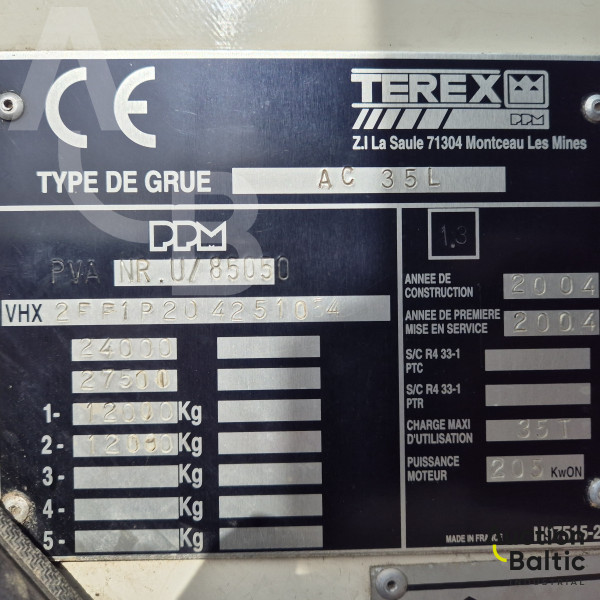 CE
TEREX
PPM
Z.I La Saule 71304 Montceau Les Mines
TYPE DE GRUE AC 35L
PPM
PVA NR.U/85050
VHX
24000
27500
1- 12000 Kg
2- 12000 Kg
3- Kg
4- Kg
5- Kg
1.3
ANNEE DE CONSTRUCTION 2004
ANNEE DE PREMIERE MISE EN SERVICE 2004
S/C R4 33-1 PTC
S/C R4 33-1 PTR
CHARGE MAXI D'UTILISATION 35T
PUISSANCE MOTEUR 205 KwON
MADE IN
Baltic
INDUSTRIAL
ACB